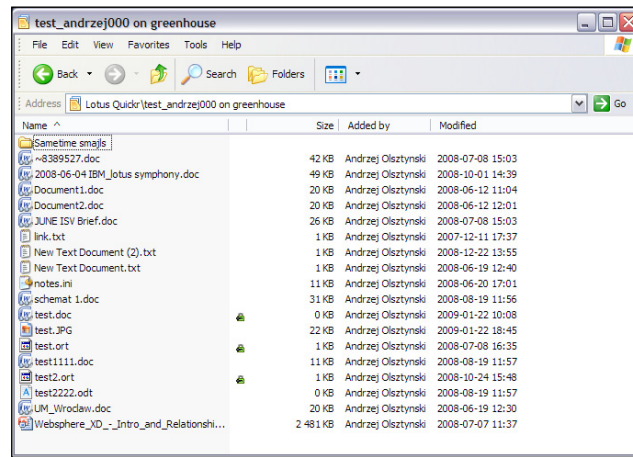 test_andrzej000 on greenhouse
File Edit View Favorites Tools Help
Back Search Folders
Address Lotus Quickr\test_andrzej000 on greenhouse Go
Name Size Added by Modified
Sametime smajls
~8389527.doc 42 KB Andrzej Olsztynski 2008-07-08 15:03
2008-06-04 IBM_lotus symphony.doc 49 KB Andrzej Olsztynski 2008-10-01 14:39
Document1.doc 20 KB Andrzej Olsztynski 2008-06-12 11:04
Document2.doc 20 KB Andrzej Olsztynski 2008-06-12 12:01
JUNE ISV Brief.doc 26 KB Andrzej Olsztynski 2008-07-08 15:03
link.txt 1 KB Andrzej Olsztynski 2007-12-11 17:37
New Text Document (2).txt 1 KB Andrzej Olsztynski 2008-12-22 13:55
New Text Document.txt 1 KB Andrzej Olsztynski 2008-06-19 12:40
notes.ini 11 KB Andrzej Olsztynski 2008-06-20 17:01
schemat 1.doc 31 KB Andrzej Olsztynski 2008-08-19 11:56
test.doc 0 KB Andrzej Olsztynski 2009-01-22 10:08
test.JPG 22 KB Andrzej Olsztynski 2009-01-22 18:45
test.ort 1 KB Andrzej Olsztynski 2008-07-08 16:35
test1111.doc 11 KB Andrzej Olsztynski 2008-08-19 11:57
test2.ort 1 KB Andrzej Olsztynski 2008-10-24 15:48
test2222.odt 0 KB Andrzej Olsztynski 2008-08-19 11:57
UM_Wroclaw.doc 20 KB Andrzej Olsztynski 2008-06-19 12:30
Websphere_XD_-_Intro_and_Relationshi... 2 481 KB Andrzej Olsztynski 2008-07-07 11:37